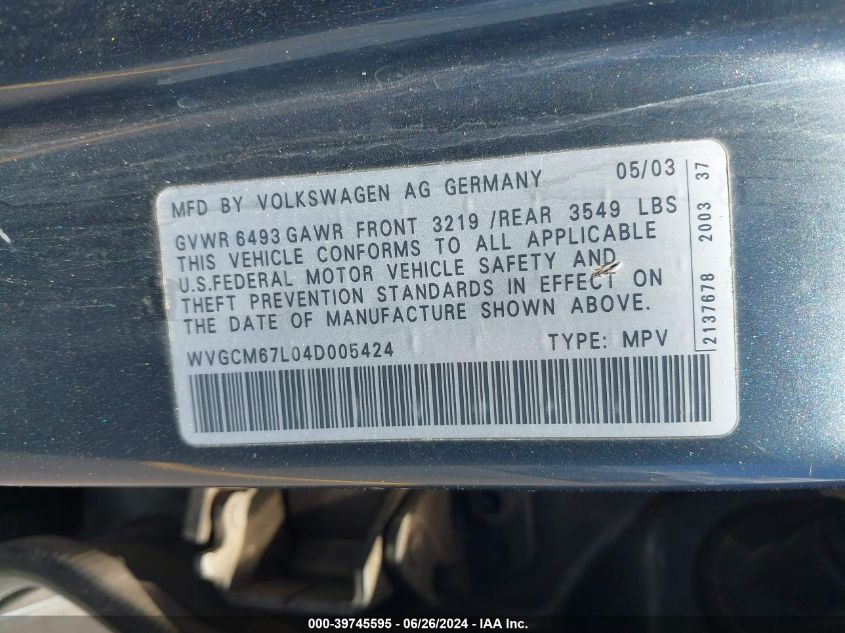 MFD BY VOLKSWAGEN AG GERMANY 05/03
GVWR 6493 GAWR FRONT 3219 /REAR 3549 LBS
THIS VEHICLE CONFORMS TO ALL APPLICABLE
U.S.FEDERAL MOTOR VEHICLE SAFETY AND
THEFT PREVENTION STANDARDS IN EFFECT ON
THE DATE OF MANUFACTURE SHOWN ABOVE.
WVGCM67L04D005424 TYPE: MPV
2137678 2003 37
000-39745595 - 06/26/2024 - IAA Inc.